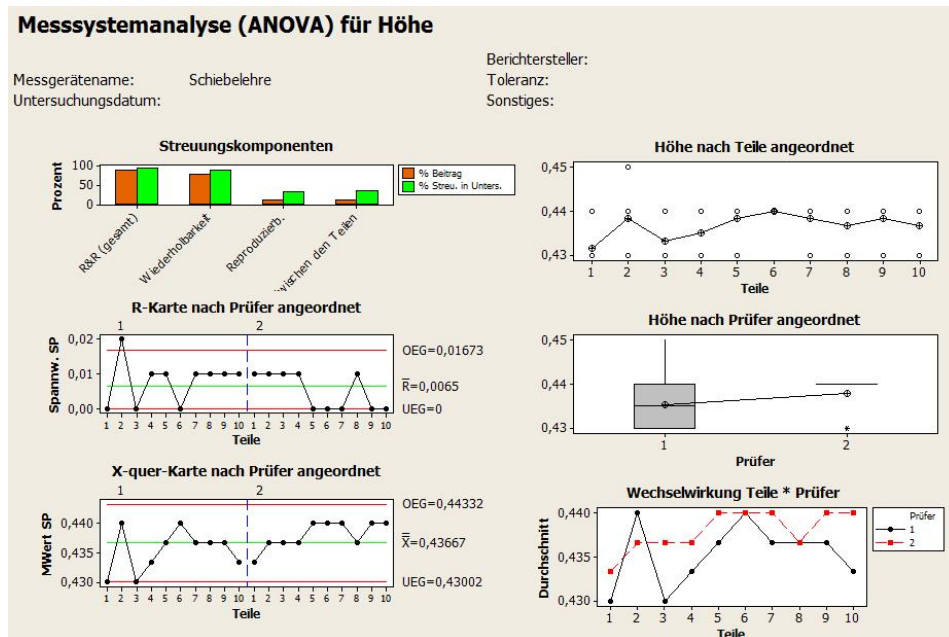 Messsystemanalyse (ANOVA) für Höhe
Berichtersteller:
Messgerätename: Schiebelehre
Toleranz:
Untersuchungsdatum:
Sonstiges:
Streuungskomponenten
Prozent
100
50
0
R&R (gesamt)
Wiederholbarkeit
Reproduzierb.
wischen den Teilen
% Beitrag
% Streu. in Unters.
Höhe nach Teile angeordnet
0,45
0,44
0,43
1 2 3 4 5 6 7 8 9 10
Teile
R-Karte nach Prüfer angeordnet
1 2
Spannw. SP
0,02
0,01
0,00
OEG=0,01673
R=0,0065
UEG=0
1 2 3 4 5 6 7 8 9 10 1 2 3 4 5 6 7 8 9 10
Teile
Höhe nach Prüfer angeordnet
0,45
0,44
0,43
1 2
Prüfer
X-quer-Karte nach Prüfer angeordnet
1 2
MWert SP
0,440
0,435
0,430
OEG=0,44332
X=0,43667
UEG=0,43002
1 2 3 4 5 6 7 8 9 10 1 2 3 4 5 6 7 8 9 10
Teile
Wechselwirkung Teile * Prüfer
Durchschnitt
0,440
0,435
0,430
1 2 3 4 5 6 7 8 9 10
Teile
Prüfer
1
2